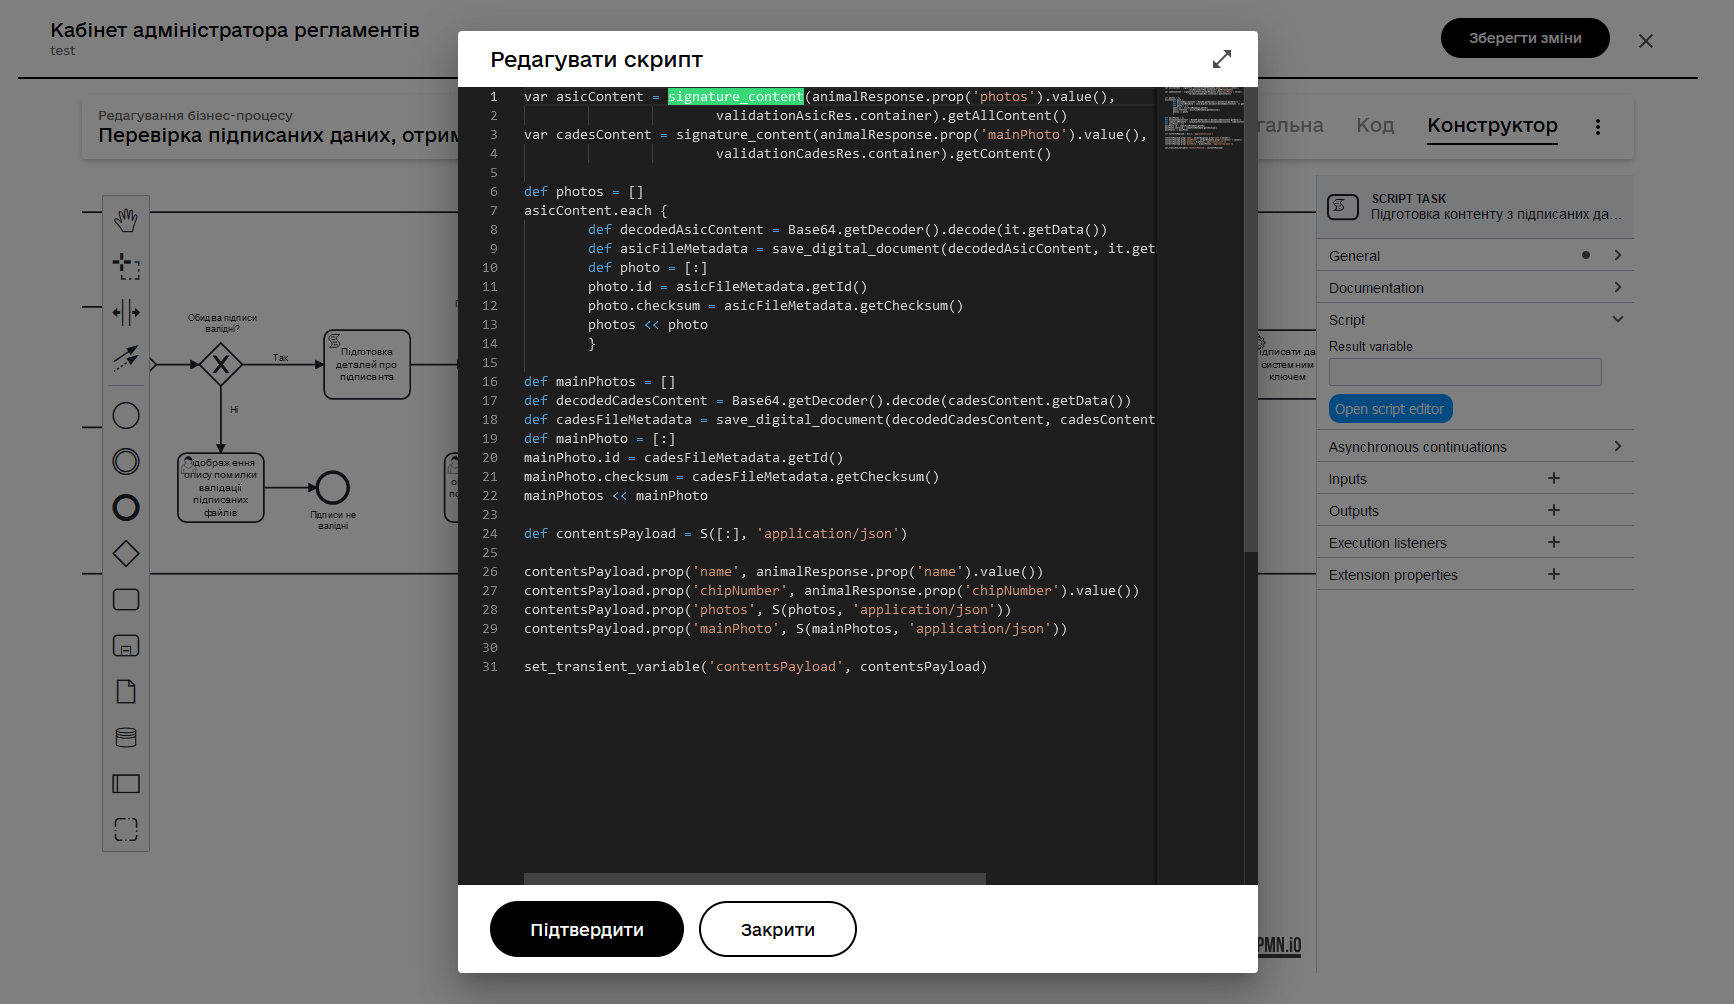 Кабінет адміністратора регламентів
test
Зберегти зміни
Редагування бізнес-процесу
Перевірка підписаних даних,
гальна
Код
Конструктор
Обидва підписи
валідні?
Так
Ні
Підготовка
деталей про
підписантв
опису помилки
валідації
підписаних
файлів
Підписи не
валідні
Редагувати скрипт
1 var asicContent = signature_content(animalResponse.prop('photos').value(),
2 validationAsicRes.container).getAllContent()
3 var cadesContent = signature_content(animalResponse.prop('mainPhoto').value(),
4 validationCadesRes.container).getContent()
5
6 def photos = []
7 asicContent.each {
8 def decodedAsicContent = Base64.getDecoder().decode(it.getData())
9 def asicFileMetadata = save_digital_document(decodedAsicContent, it.get
10 def photo = [:]
11 photo.id = asicFileMetadata.getId()
12 photo.checksum = asicFileMetadata.getChecksum()
13 photos << photo
14 }
15
16 def mainPhotos = []
17 def decodedCadesContent = Base64.getDecoder().decode(cadesContent.getData())
18 def cadesFileMetadata = save_digital_document(decodedCadesContent, cadesContent
19 def mainPhoto = [:]
20 mainPhoto.id = cadesFileMetadata.getId()
21 mainPhoto.checksum = cadesFileMetadata.getChecksum()
22 mainPhotos << mainPhoto
23
24 def contentsPayload = S([:], 'application/json')
25
26 contentsPayload.prop('name', animalResponse.prop('name').value())
27 contentsPayload.prop('chipNumber', animalResponse.prop('chipNumber').value())
28 contentsPayload.prop('photos', S(photos, 'application/json'))
29 contentsPayload.prop('mainPhoto', S(mainPhotos, 'application/json'))
30
31 set_transient_variable('contentsPayload', contentsPayload)
Підтвердити
Закрити
системним
ключем
SCRIPT TASK
Підготовка контенту з підписаних да...
General
Documentation
Script
Result variable
Open script editor
Asynchronous continuations
Inputs
Outputs
Execution listeners
Extension properties
PMN.iO